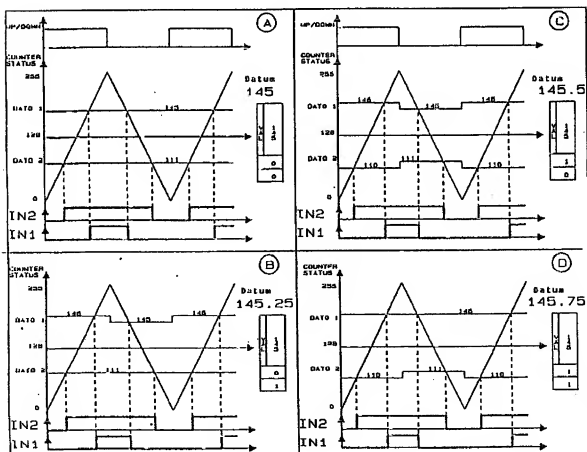 A
UP/DOWN
COUNTER STATUS
255
Datum
145
DATO 1
145
128
DATO 2
111
0
0
0
IN2
IN1
C
UP/DOWN
COUNTER STATUS
255
Datum
145.5
DATO 1
146
145
146
128
DATO 2
110
111
110
1
0
0
IN2
IN1
B
COUNTER STATUS
255
Datum
145.25
DATO 1
146
145
146
128
DATO 2
111
0
1
0
IN2
IN1
D
COUNTER STATUS
255
Datum
145.75
DATO 1
146
128
DATO 2
110
111
110
1
1
0
IN2
IN1